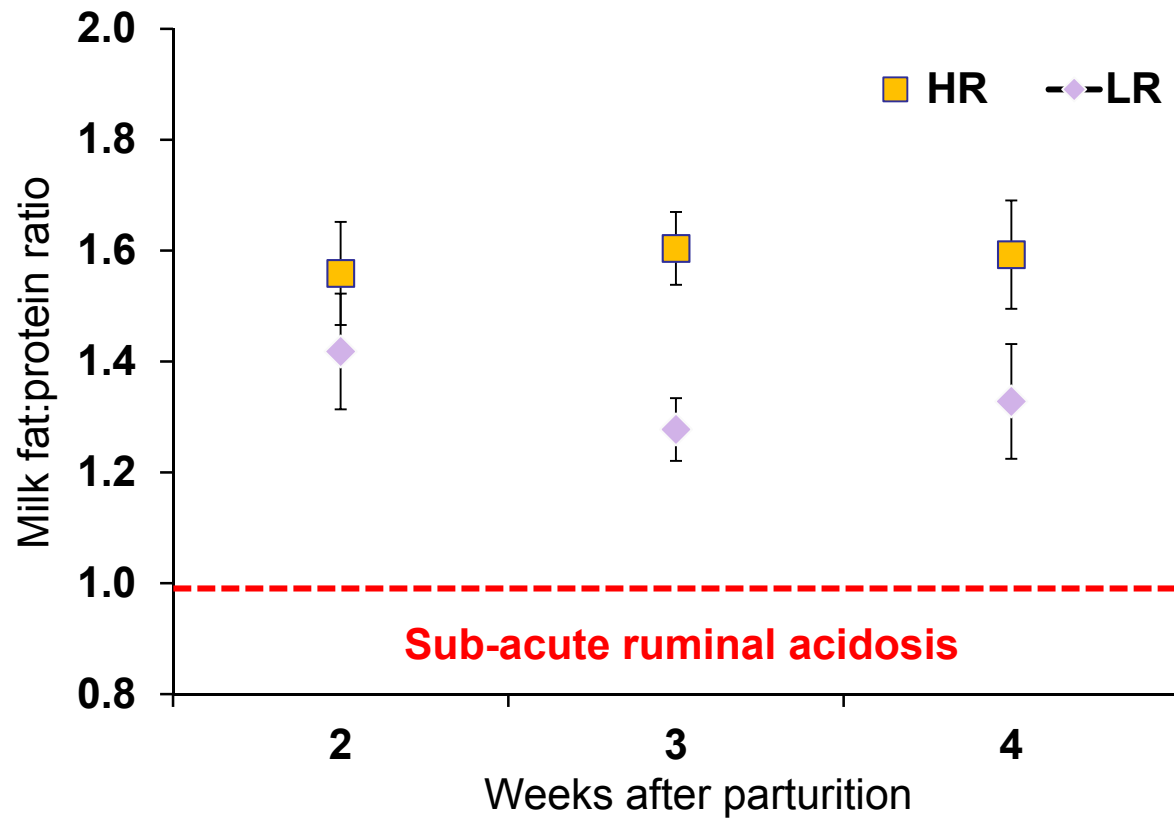 2.0
HR LR
1.8
1.6
1.4
1.2
1.0
0.8
Milk fat:protein ratio
Sub-acute ruminal acidosis
2 3 4
Weeks after parturition